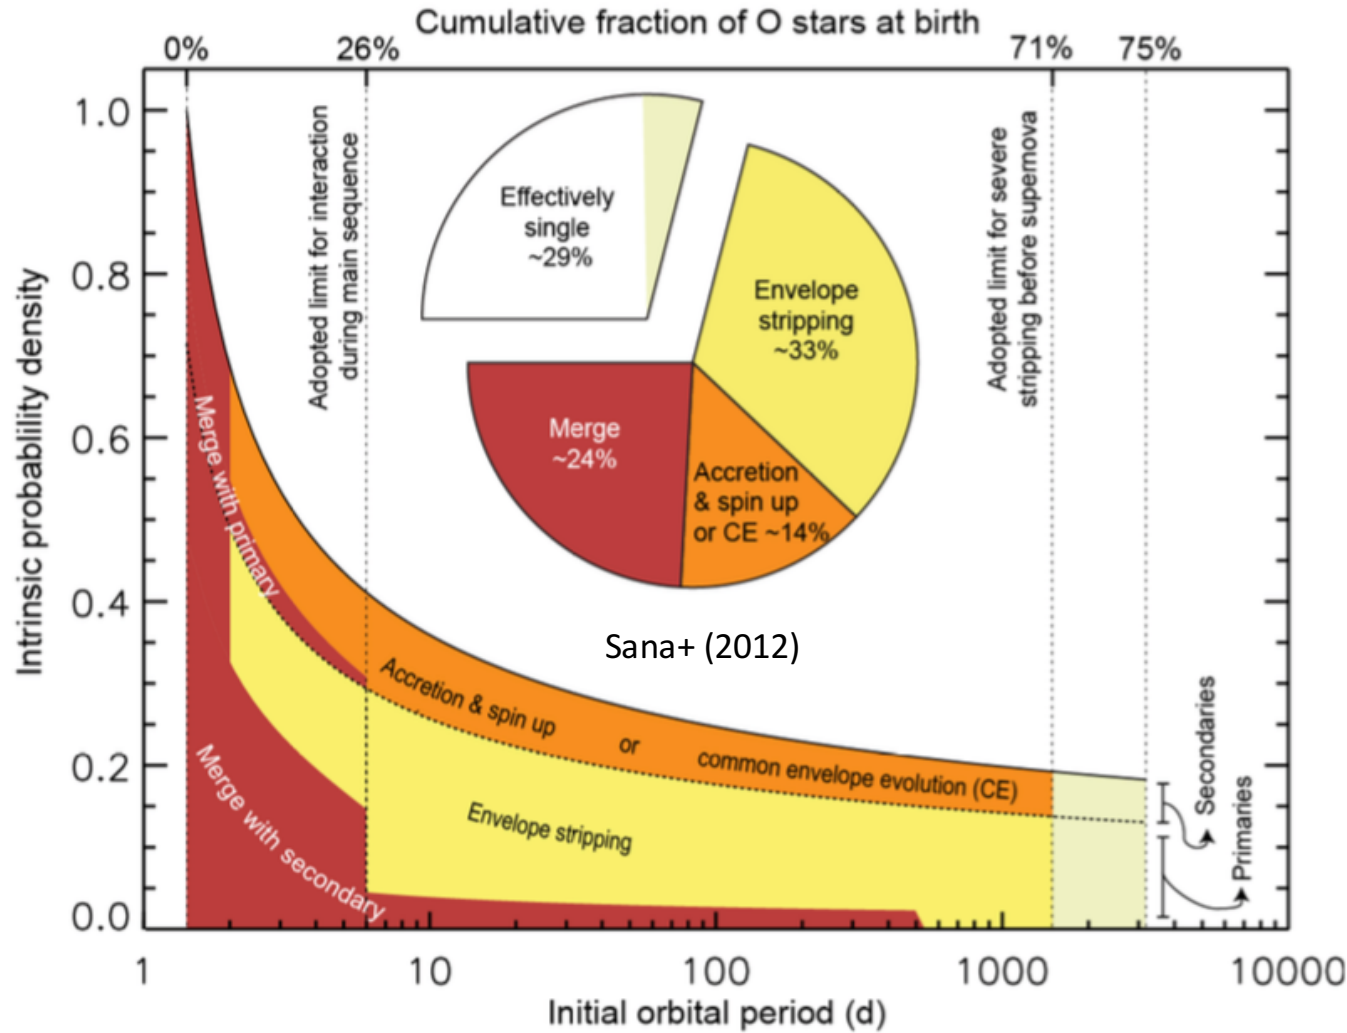 Cumulative fraction of O stars at birth
0% 26% 71% 75%
1.0
0.8
0.6
0.4
0.2
0.0
Intrinsic probablility density
Adopted limit for interaction
during main sequence
Effectively
single
~29%
Envelope
stripping
~33%
Merge
~24%
Accretion
& spin up
or CE ~14%
Adopted limit for severe
stripping before supernova
Sana+ (2012)
Merge with primary
Merge with secondary
Accretion & spin up or common envelope evolution (CE)
Envelope stripping
Secondaries
Primaries
1 10 100 1000 10000
Initial orbital period (d)